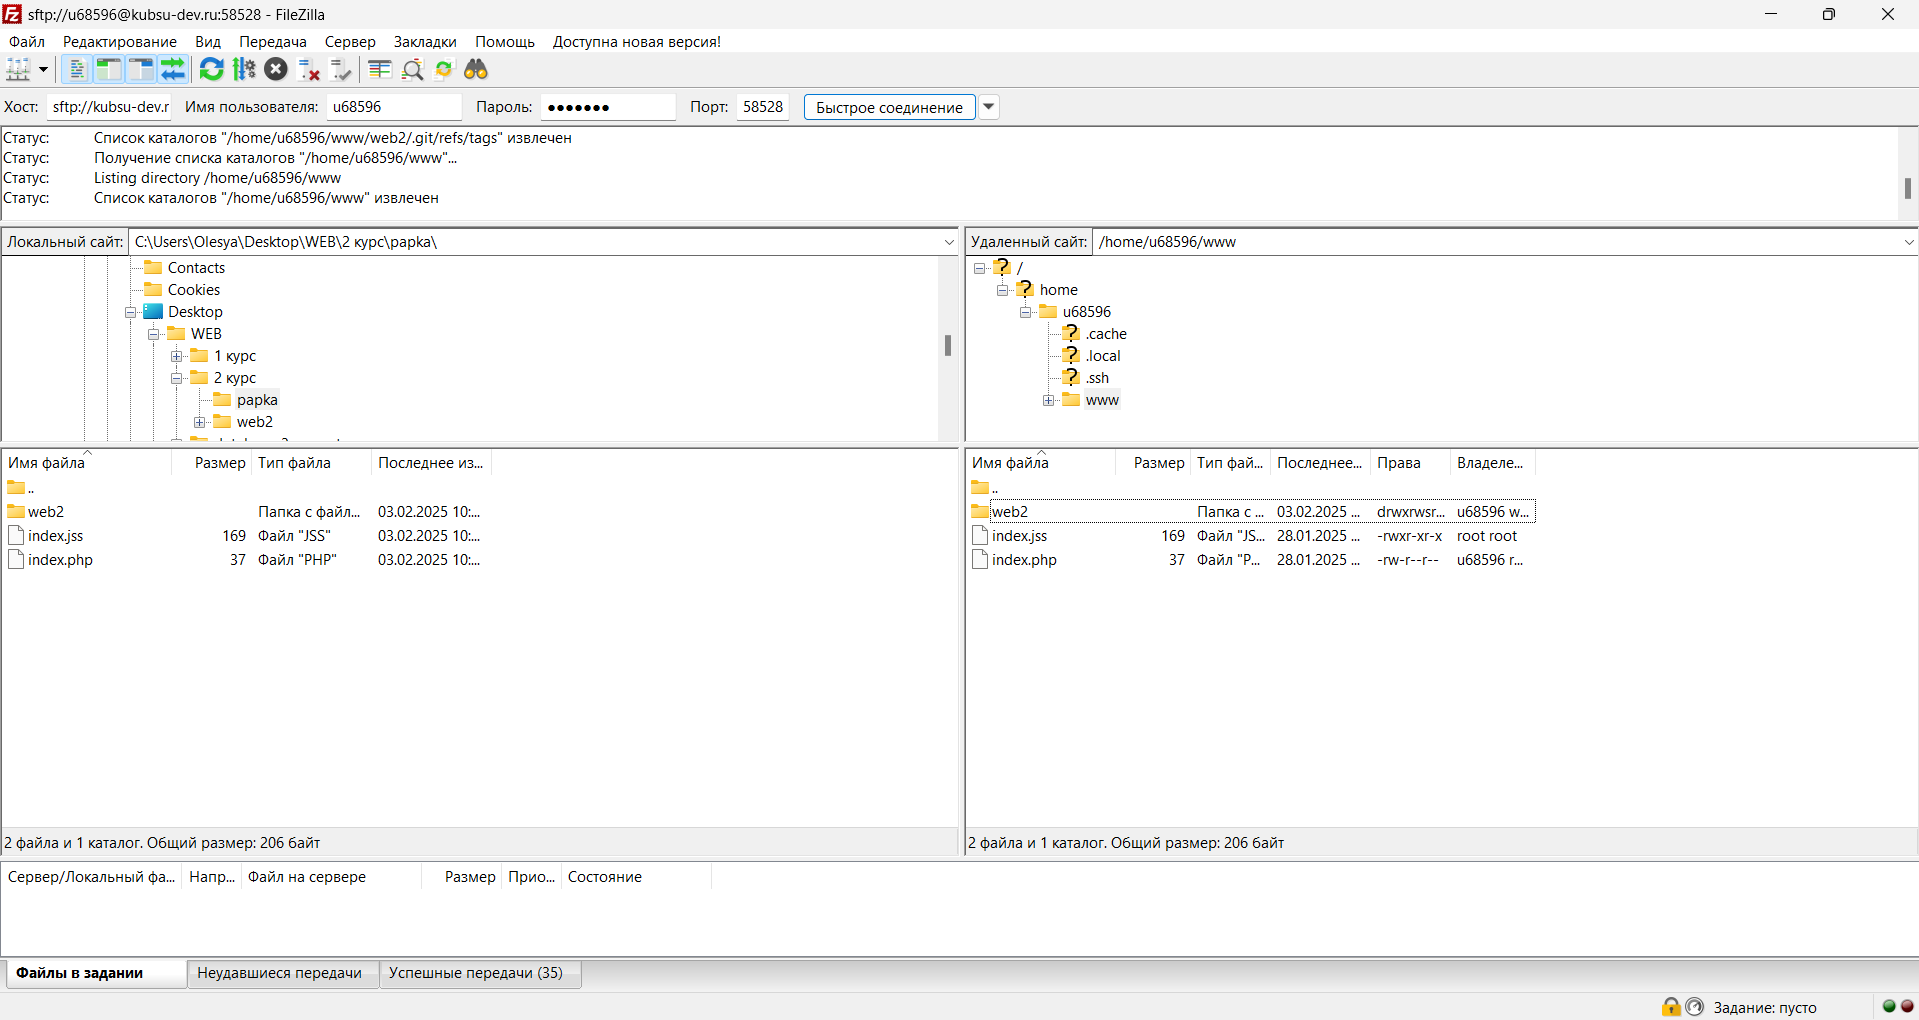 sftp://u68596@kubsu-dev.ru:58528 - FileZilla
Файл Редактирование Вид Передача Сервер Закладки Помощь Доступна новая версия!
Хост: sftp://kubsu-dev.r Имя пользователя: u68596 Пароль: ●●●●●●● Порт: 58528 Быстрое соединение
Статус: Список каталогов "/home/u68596/www/web2/.git/refs/tags" извлечен
Статус: Получение списка каталогов "/home/u68596/www"...
Статус: Listing directory /home/u68596/www
Статус: Список каталогов "/home/u68596/www" извлечен
Локальный сайт: C:\Users\Olesya\Desktop\WEB\2 курс\papka\
Contacts
Cookies
Desktop
WEB
1 курс
2 курс
papka
web2
Удаленный сайт: /home/u68596/www
/
home
u68596
.cache
.local
.ssh
www
Имя файла Размер Тип файла Последнее из...
..
web2 Папка с файл... 03.02.2025 10:...
index.jss 169 Файл "JSS" 03.02.2025 10:...
index.php 37 Файл "PHP" 03.02.2025 10:...
2 файла и 1 каталог. Общий размер: 206 байт
Имя файла Размер Тип фай... Последнее... Права Владеле...
..
web2 Папка с ... 03.02.2025 ... drwxrwsr... u68596 w...
index.jss 169 Файл "JS... 28.01.2025 ... -rwxr-xr-x root root
index.php 37 Файл "P... 28.01.2025 ... -rw-r--r-- u68596 r...
2 файла и 1 каталог. Общий размер: 206 байт
Сервер/Локальный фа... Напр... Файл на сервере Размер Прио... Состояние
Файлы в задании Неудавшиеся передачи Успешные передачи (35)
Задание: пусто